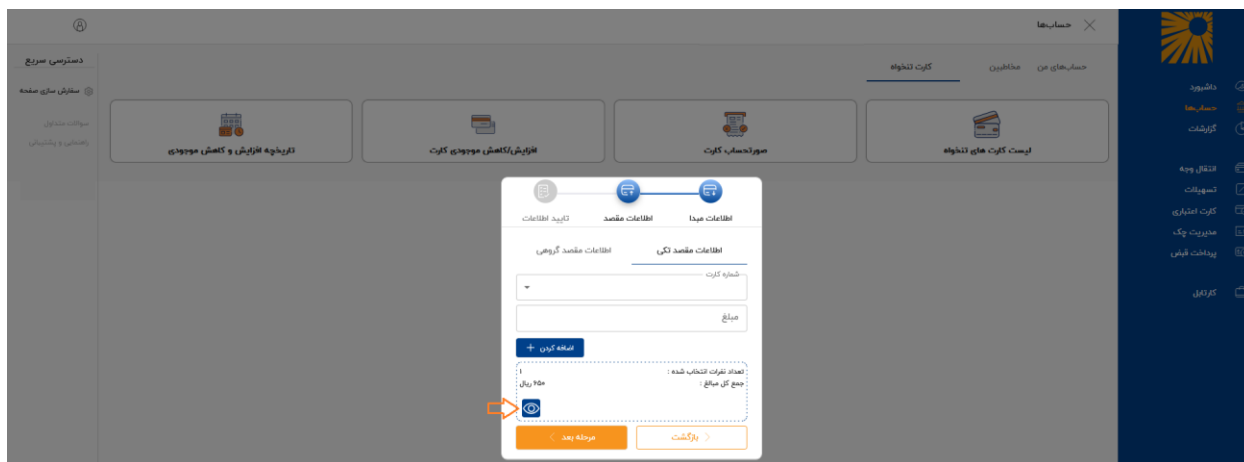 حساب‌ها
داشبورد
حساب‌ها
گزارشات
انتقال وجه
تسهیلات
کارت اعتباری
مدیریت چک
پرداخت قبض
کارتابل
حساب‌های من
مخاطبین
کارت تنخواه
لیست کارت های تنخواه
صورتحساب کارت
افزایش/کاهش موجودی کارت
تاریخچه افزایش و کاهش موجودی
دسترسی سریع
سفارشی سازی صفحه
سوالات متداول
راهنمایی و پشتیبانی
اطلاعات مبدا
اطلاعات مقصد
تایید اطلاعات
اطلاعات مقصد تکی
اطلاعات مقصد گروهی
شماره کارت
مبلغ
اضافه کردن +
تعداد نفرات انتخاب شده : ۱
جمع کل مبالغ : ۲۵۰ ریال
بازگشت
مرحله بعد